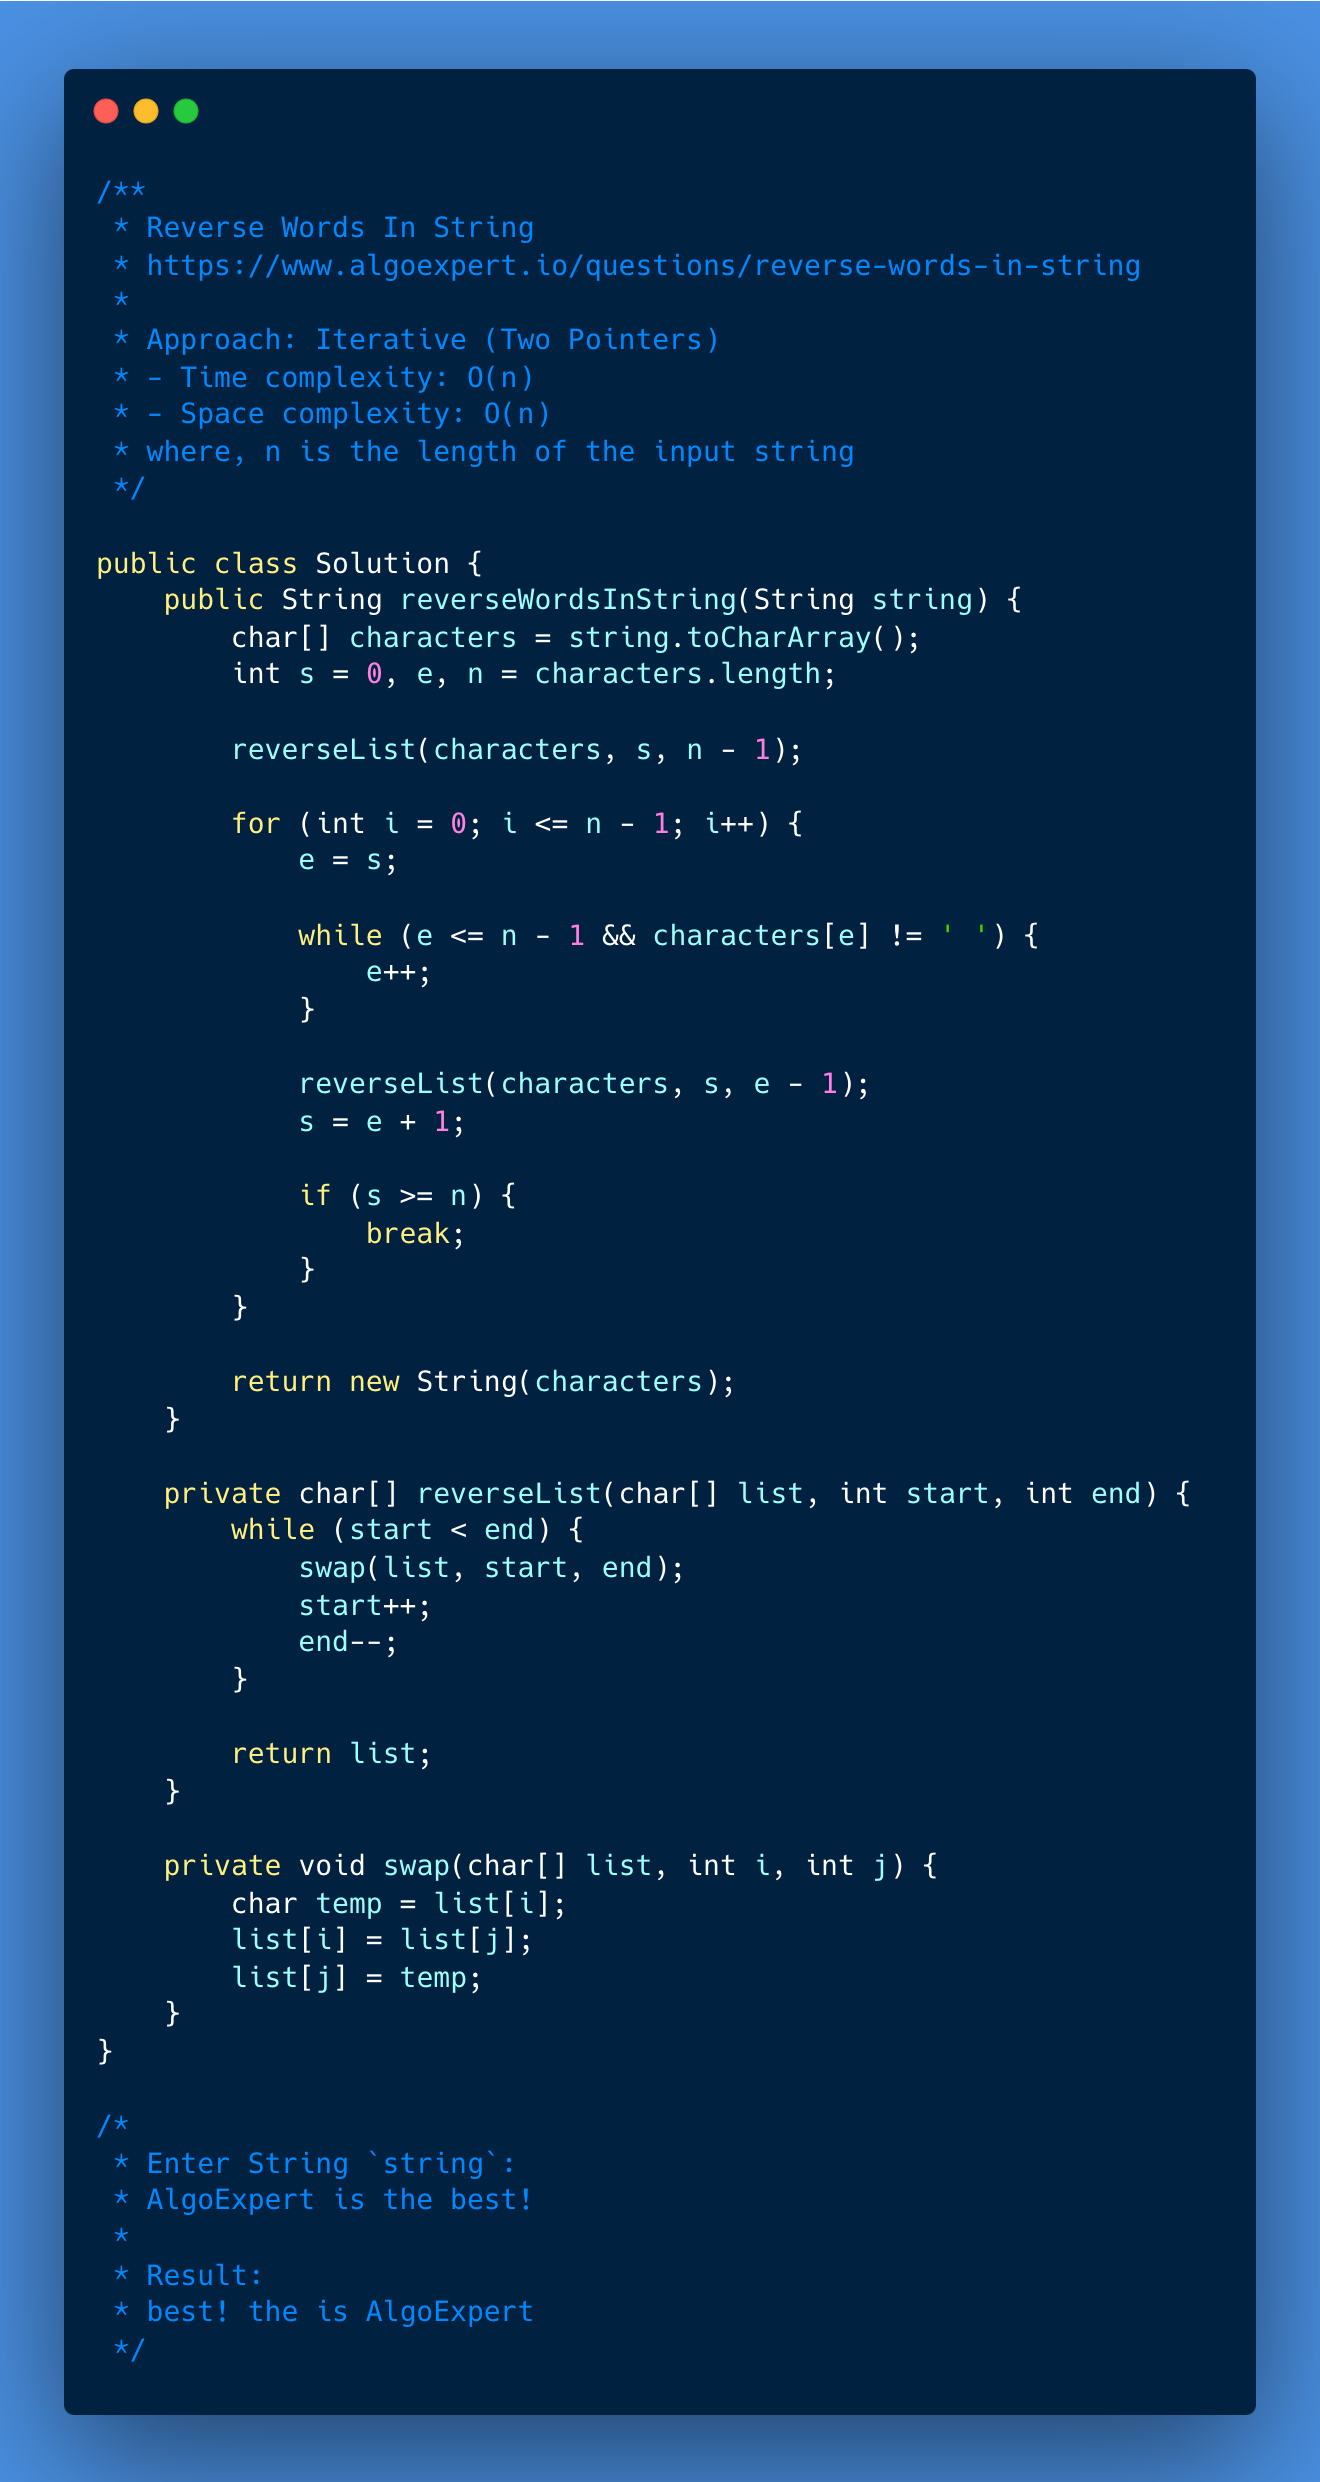 /**
 * Reverse Words In String
 * https://www.algoexpert.io/questions/reverse-words-in-string
 *
 * Approach: Iterative (Two Pointers)
 * - Time complexity: O(n)
 * - Space complexity: O(n)
 * where, n is the length of the input string
 */

public class Solution {
    public String reverseWordsInString(String string) {
        char[] characters = string.toCharArray();
        int s = 0, e, n = characters.length;

        reverseList(characters, s, n - 1);

        for (int i = 0; i <= n - 1; i++) {
            e = s;

            while (e <= n - 1 && characters[e] != ' ') {
                e++;
            }

            reverseList(characters, s, e - 1);
            s = e + 1;

            if (s >= n) {
                break;
            }
        }

        return new String(characters);
    }

    private char[] reverseList(char[] list, int start, int end) {
        while (start < end) {
            swap(list, start, end);
            start++;
            end--;
        }

        return list;
    }

    private void swap(char[] list, int i, int j) {
        char temp = list[i];
        list[i] = list[j];
        list[j] = temp;
    }
}

/*
 * Enter String `string`:
 * AlgoExpert is the best!
 *
 * Result:
 * best! the is AlgoExpert
 */